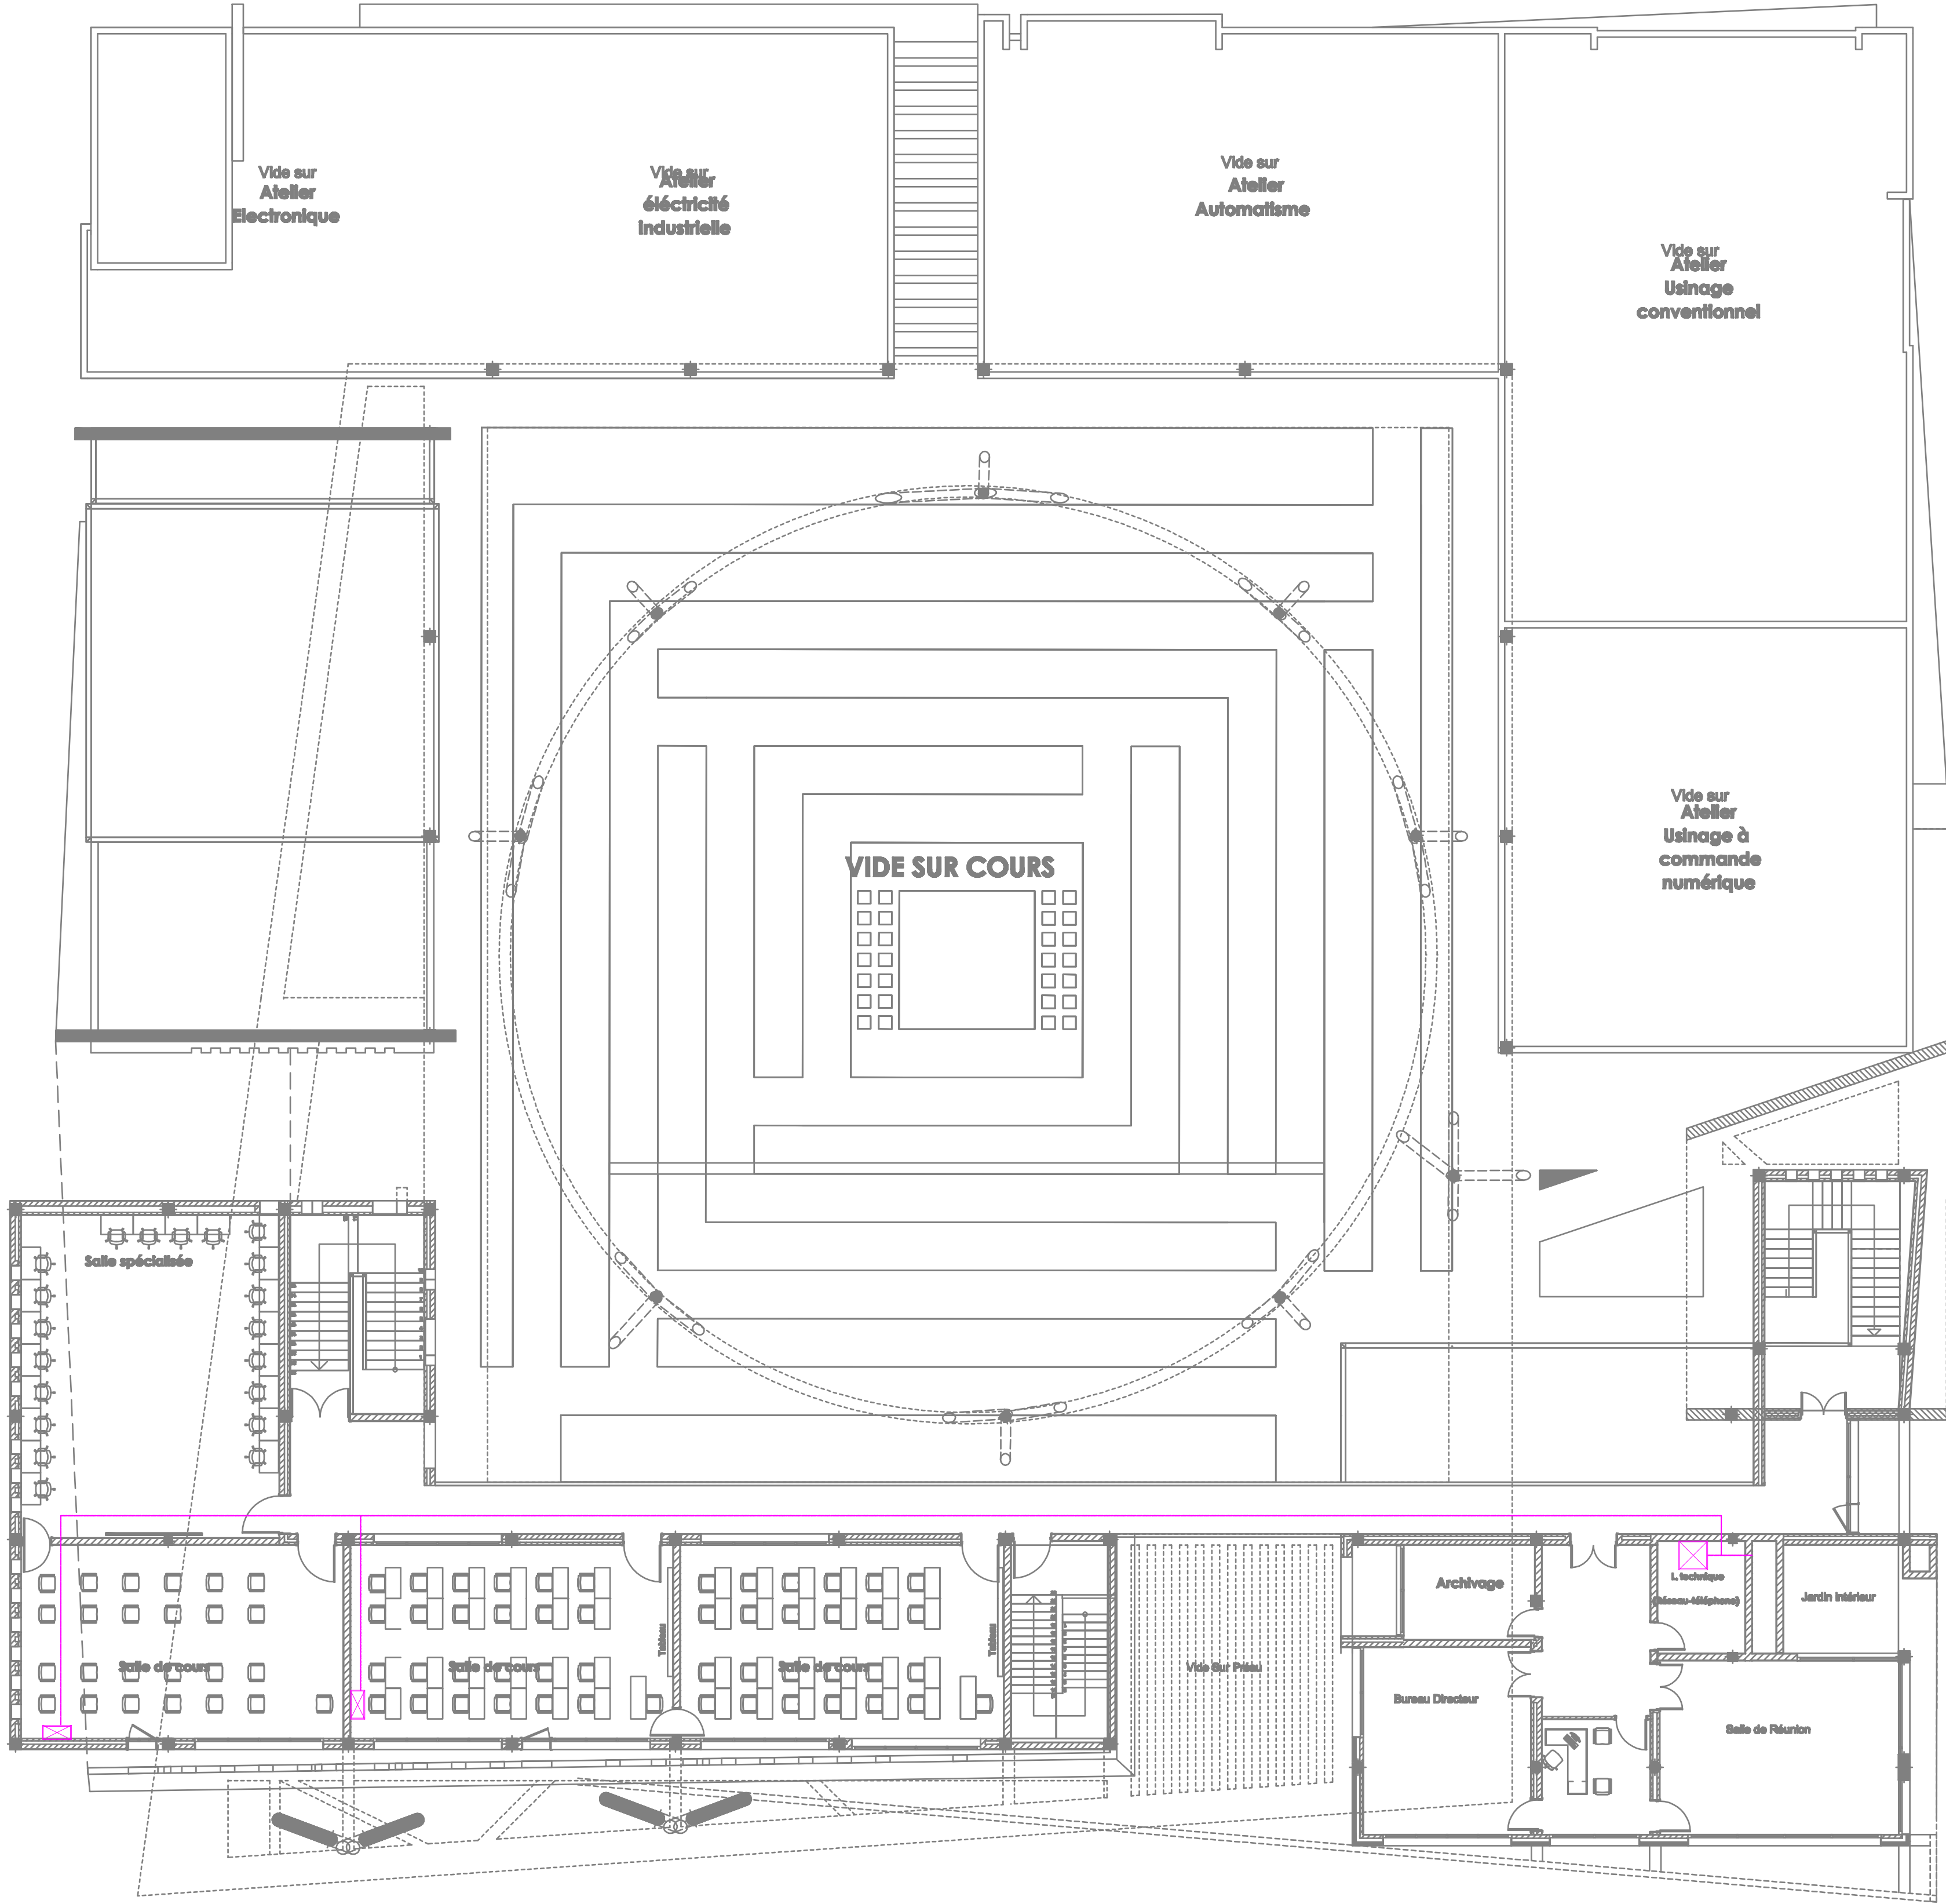 Vide sur
Atelier
Electronique
Vide sur
Atelier
éléctricité
industrielle
Vide sur
Atelier
Automatisme
Vide sur
Atelier
Usinage
conventionnel
Vide sur
Atelier
Usinage à
commande
numérique
VIDE SUR COURS
Salle spécialisée
Salle de cours
Salle de cours
Tableau
Salle de cours
Tableau
Vide Sur Préau
Archivage
L. technique
(Réseau-téléphone)
Jardin intérieur
Bureau Directeur
Salle de Réunion